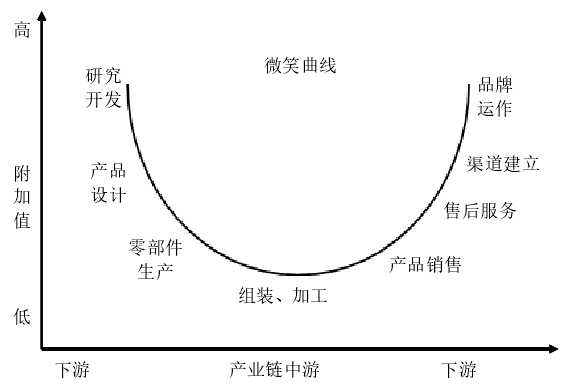 高
微笑曲线
研究
开发
品牌
运作
产品
设计
渠道建立
附
加
值
售后服务
零部件
生产
产品销售
组装、加工
低
下游
产业链中游
下游